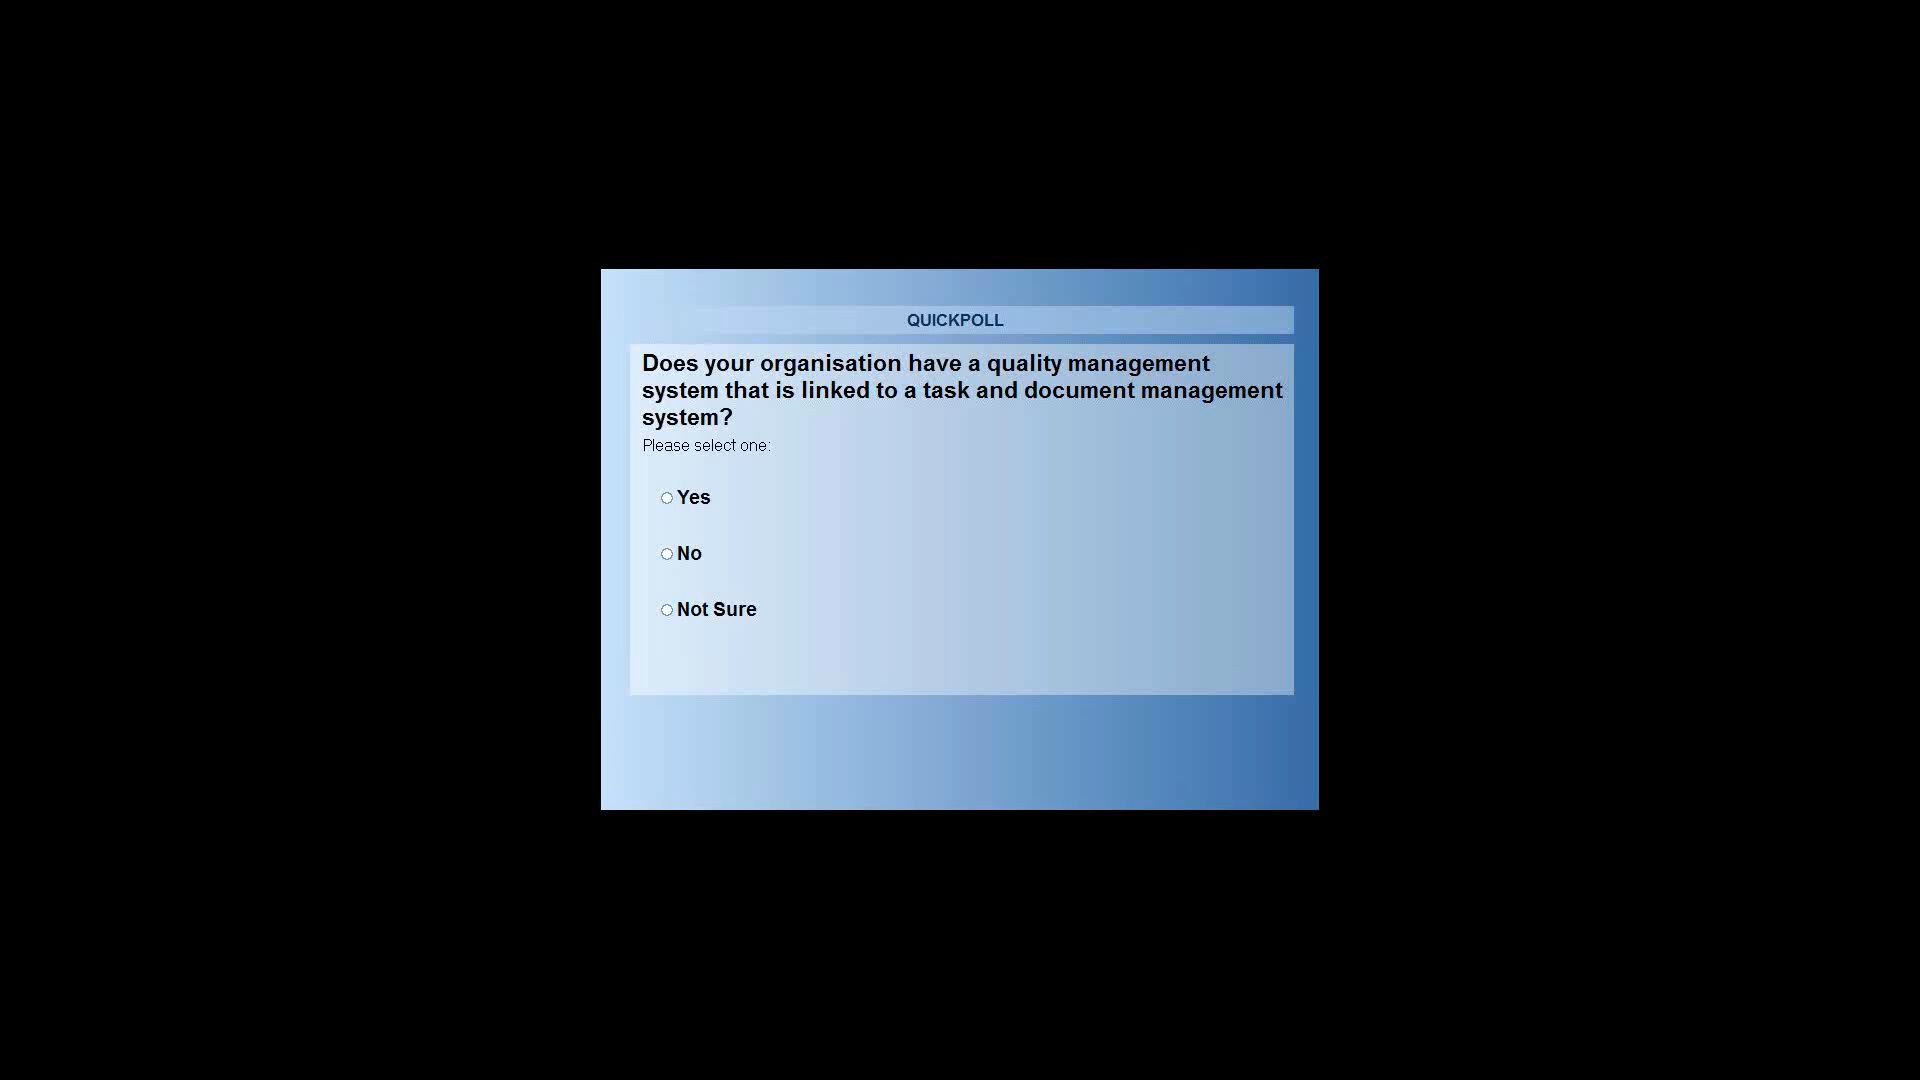 QUICKPOLL
Does your organisation have a quality management
system that is linked to a task and document management
system?
Please select one:
Yes
No
Not Sure